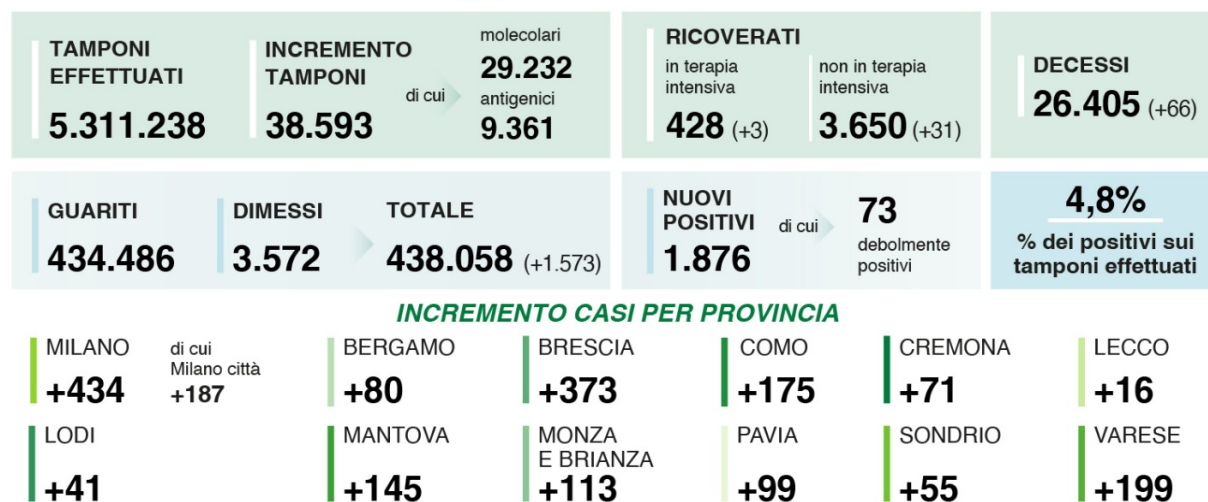 TAMPONI
EFFETTUATI
5.311.238
INCREMENTO
TAMPONI
38.593
di cui
molecolari
29.232
antigenici
9.361
RICOVERATI
in terapia
intensiva
428 (+3)
non in terapia
intensiva
3.650 (+31)
DECESSI
26.405 (+66)
GUARITI
434.486
DIMESSI
3.572
TOTALE
438.058 (+1.573)
NUOVI
POSITIVI
1.876
di cui
73
debolmente
positivi
4,8%
% dei positivi sui
tamponi effettuati
INCREMENTO CASI PER PROVINCIA
MILANO
+434
di cui
Milano città
+187
BERGAMO
+80
BRESCIA
+373
COMO
+175
CREMONA
+71
LECCO
+16
LODI
+41
MANTOVA
+145
MONZA
E BRIANZA
+113
PAVIA
+99
SONDRIO
+55
VARESE
+199